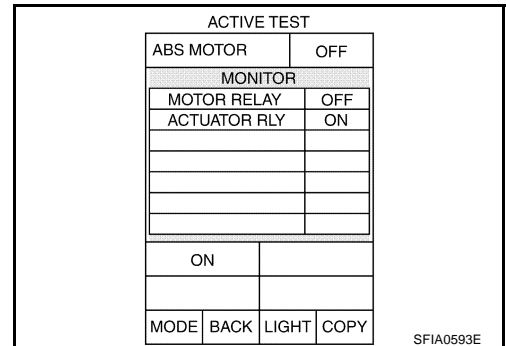 ACTIVE TEST
ABS MOTOR OFF
MONITOR
MOTOR RELAY OFF
ACTUATOR RLY ON
ON
MODE BACK LIGHT COPY
SFIA0593E